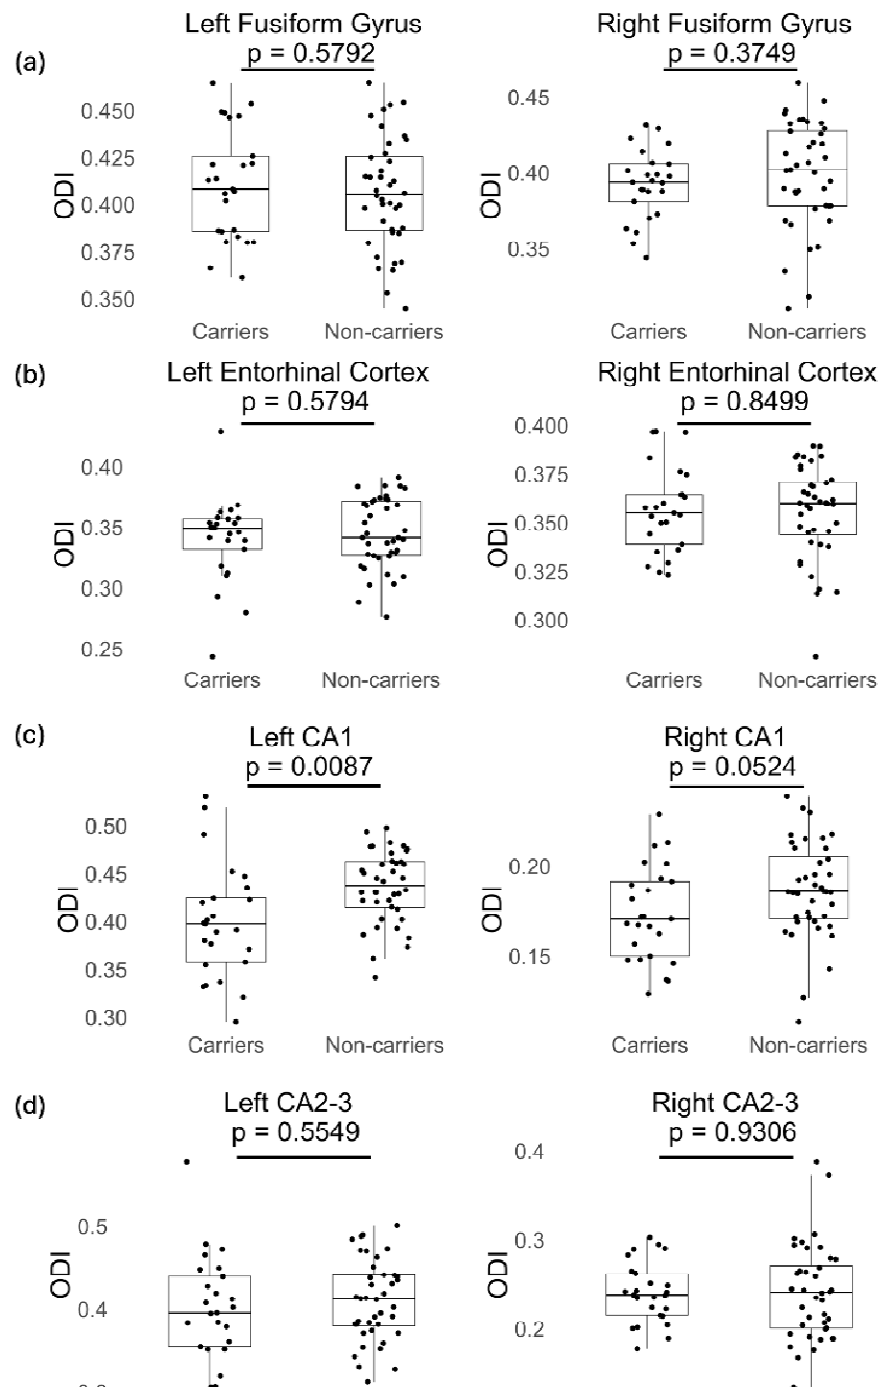 Left Fusiform Gyrus
Right Fusiform Gyrus
(a)
p = 0.5792
p = 0.3749
0.450
0.425
0.400
0.375
0.350
ODI
0.45
0.40
0.35
ODI
Carriers
Non-carriers
Carriers
Non-carriers
(b)
Left Entorhinal Cortex
Right Entorhinal Cortex
p = 0.5794
p = 0.8499
0.40
0.35
0.30
0.25
ODI
0.400
0.375
0.350
0.325
0.300
ODI
Carriers
Non-carriers
Carriers
Non-carriers
(c)
Left CA1
Right CA1
p = 0.0087
p = 0.0524
0.50
0.45
0.40
0.35
0.30
ODI
0.20
0.15
ODI
Carriers
Non-carriers
Carriers
Non-carriers
(d)
Left CA2-3
Right CA2-3
p = 0.5549
p = 0.9306
0.5
0.4
ODI
0.4
0.3
0.2
ODI